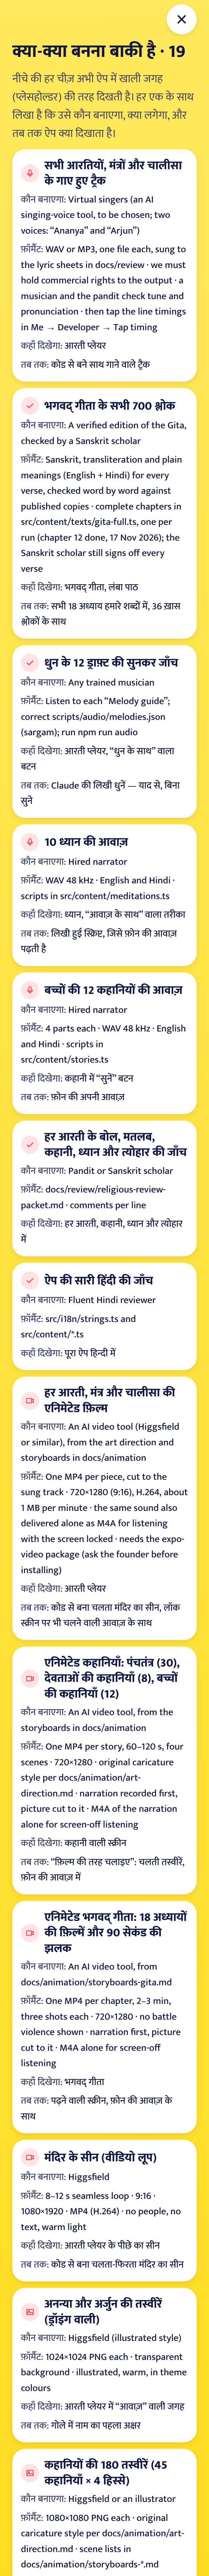 क्या-क्या बनना बाकी है · 19
नीचे की हर चीज़ अभी ऐप में खाली जगह
(प्लेसहोल्डर) की तरह दिखती है। हर एक के साथ
लिखा है कि उसे कौन बनाएगा, क्या लगेगा, और
तब तक ऐप क्या दिखाता है।
सभी आरतियों, मंत्रों और चालीसा
के गाए हुए ट्रैक
कौन बनाएगा: Virtual singers (an AI
singing-voice tool, to be chosen; two
voices: “Ananya” and “Arjun”)
फ़ॉर्मैट: WAV or MP3, one file each, sung to
the lyric sheets in docs/review · we must
hold commercial rights to the output · a
musician and the pandit check tune and
pronunciation · then tap the line timings
in Me → Developer → Tap timing
कहाँ दिखेगा: आरती प्लेयर
तब तक: कोड से बने साथ गाने वाले ट्रैक
भगवद् गीता के सभी 700 श्लोक
कौन बनाएगा: A verified edition of the Gita,
checked by a Sanskrit scholar
फ़ॉर्मैट: Sanskrit, transliteration and plain
meanings (English + Hindi) for every
verse, checked word by word against
published copies · complete chapters in
src/content/texts/gita-full.ts, one per
run (chapter 12 done, 17 Nov 2026); the
Sanskrit scholar still signs off every
verse
कहाँ दिखेगा: भगवद् गीता, लंबा पाठ
तब तक: सभी 18 अध्याय हमारे शब्दों में, 36 ख़ास
श्लोकों के साथ
धुन के 12 ड्राफ़्ट की सुनकर जाँच
कौन बनाएगा: Any trained musician
फ़ॉर्मैट: Listen to each “Melody guide”;
correct scripts/audio/melodies.json
(sargam); run npm run audio
कहाँ दिखेगा: आरती प्लेयर, “धुन के साथ” वाला
बटन
तब तक: Claude की लिखी धुनें — याद से, बिना
सुने
10 ध्यान की आवाज़
कौन बनाएगा: Hired narrator
फ़ॉर्मैट: WAV 48 kHz · English and Hindi ·
scripts in src/content/meditations.ts
कहाँ दिखेगा: ध्यान, “आवाज़ के साथ” वाला तरीका
तब तक: लिखी हुई स्क्रिप्ट, जिसे फ़ोन की आवाज़
पढ़ती है
बच्चों की 12 कहानियों की आवाज़
कौन बनाएगा: Hired narrator
फ़ॉर्मैट: 4 parts each · WAV 48 kHz · English
and Hindi · scripts in
src/content/stories.ts
कहाँ दिखेगा: कहानी में “सुनें” बटन
तब तक: फ़ोन की अपनी आवाज़
हर आरती के बोल, मतलब,
कहानी, ध्यान और त्योहार की जाँच
कौन बनाएगा: Pandit or Sanskrit scholar
फ़ॉर्मैट: docs/review/religious-review-
packet.md · comments per line
कहाँ दिखेगा: हर आरती, कहानी, ध्यान और त्योहार
में
ऐप की सारी हिंदी की जाँच
कौन बनाएगा: Fluent Hindi reviewer
फ़ॉर्मैट: src/i18n/strings.ts and
src/content/*.ts
कहाँ दिखेगा: पूरा ऐप हिन्दी में
हर आरती, मंत्र और चालीसा की
एनिमेटेड फ़िल्म
कौन बनाएगा: An AI video tool (Higgsfield
or similar), from the art direction and
storyboards in docs/animation
फ़ॉर्मैट: One MP4 per piece, cut to the
sung track · 720×1280 (9:16), H.264, about
1 MB per minute · the same sound also
delivered alone as M4A for listening
with the screen locked · needs the expo-
video package (ask the founder before
installing)
कहाँ दिखेगा: आरती प्लेयर
तब तक: कोड से बना चलता मंदिर का सीन, लॉक
स्क्रीन पर भी चलने वाली आवाज़ के साथ
एनिमेटेड कहानियाँ: पंचतंत्र (30),
देवताओं की कहानियाँ (8), बच्चों
की कहानियाँ (12)
कौन बनाएगा: An AI video tool, from the
storyboards in docs/animation
फ़ॉर्मैट: One MP4 per story, 60–120 s, four
scenes · 720×1280 · original caricature
style per docs/animation/art-
direction.md · narration recorded first,
picture cut to it · M4A of the narration
alone for screen-off listening
कहाँ दिखेगा: कहानी वाली स्क्रीन
तब तक: “फ़िल्म की तरह चलाइए”: चलती तस्वीरें,
फ़ोन की आवाज़ में
एनिमेटेड भगवद् गीता: 18 अध्यायों
की फ़िल्में और 90 सेकंड की
झलक
कौन बनाएगा: An AI video tool, from
docs/animation/storyboards-gita.md
फ़ॉर्मैट: One MP4 per chapter, 2–3 min,
three shots each · 720×1280 · no battle
violence shown · narration first, picture
cut to it · M4A alone for screen-off
listening
कहाँ दिखेगा: भगवद् गीता
तब तक: पढ़ने वाली स्क्रीन, फ़ोन की आवाज़ के
साथ
मंदिर के सीन (वीडियो लूप)
कौन बनाएगा: Higgsfield
फ़ॉर्मैट: 8–12 s seamless loop · 9:16 ·
1080×1920 · MP4 (H.264) · no people, no
text, warm light
कहाँ दिखेगा: आरती प्लेयर के पीछे का सीन
तब तक: कोड से बना चलता-फिरता मंदिर का सीन
अनन्या और अर्जुन की तस्वीरें
(ड्रॉइंग वाली)
कौन बनाएगा: Higgsfield (illustrated style)
फ़ॉर्मैट: 1024×1024 PNG each · transparent
background · illustrated, warm, in theme
colours
कहाँ दिखेगा: आरती प्लेयर में “आवाज़” वाली जगह
तब तक: गोले में नाम का पहला अक्षर
कहानियों की 180 तस्वीरें (45
कहानियाँ × 4 हिस्से)
कौन बनाएगा: Higgsfield or an illustrator
फ़ॉर्मैट: 1080×1080 PNG each · original
caricature style per docs/animation/art-
direction.md · scene lists in
docs/animation/storyboards-*.md